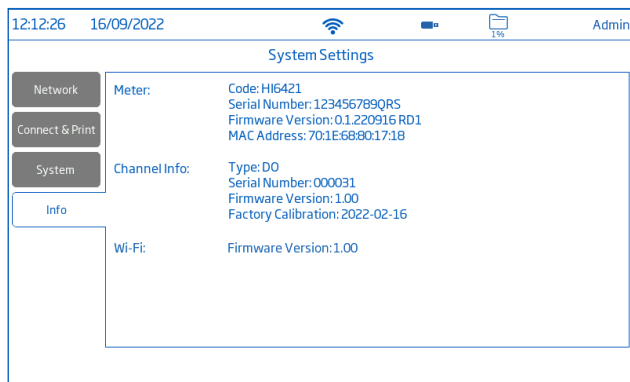 12:12:26 16/09/2022 1% Admin
System Settings
Network
Connect & Print
System
Info
Meter: Code: HI6421
Serial Number: 123456789QRS
Firmware Version: 0.1.220916 RD1
MAC Address: 70:1E:68:80:17:18
Channel Info: Type: DO
Serial Number: 000031
Firmware Version: 1.00
Factory Calibration: 2022-02-16
Wi-Fi: Firmware Version: 1.00